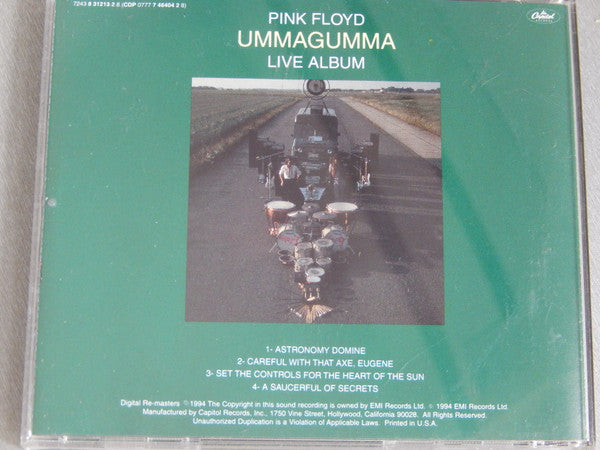 7243 8 31213 2 8 (CDP 0777 7 46404 2 8)
Capitol
PINK FLOYD
UMMAGUMMA
LIVE ALBUM
1- ASTRONOMY DOMINE
2- CAREFUL WITH THAT AXE, EUGENE
3- SET THE CONTROLS FOR THE HEART OF THE SUN
4- A SAUCERFUL OF SECRETS
Digital Re-masters ℗1994 The Copyright in this sound recording is owned by EMI Records Ltd. © 1994 EMI Records Ltd.
Manufactured by Capitol Records, Inc., 1750 Vine Street, Hollywood, California 90028. All Rights Reserved.
Unauthorized Duplication is a Violation of Applicable Laws. Printed in U.S.A.